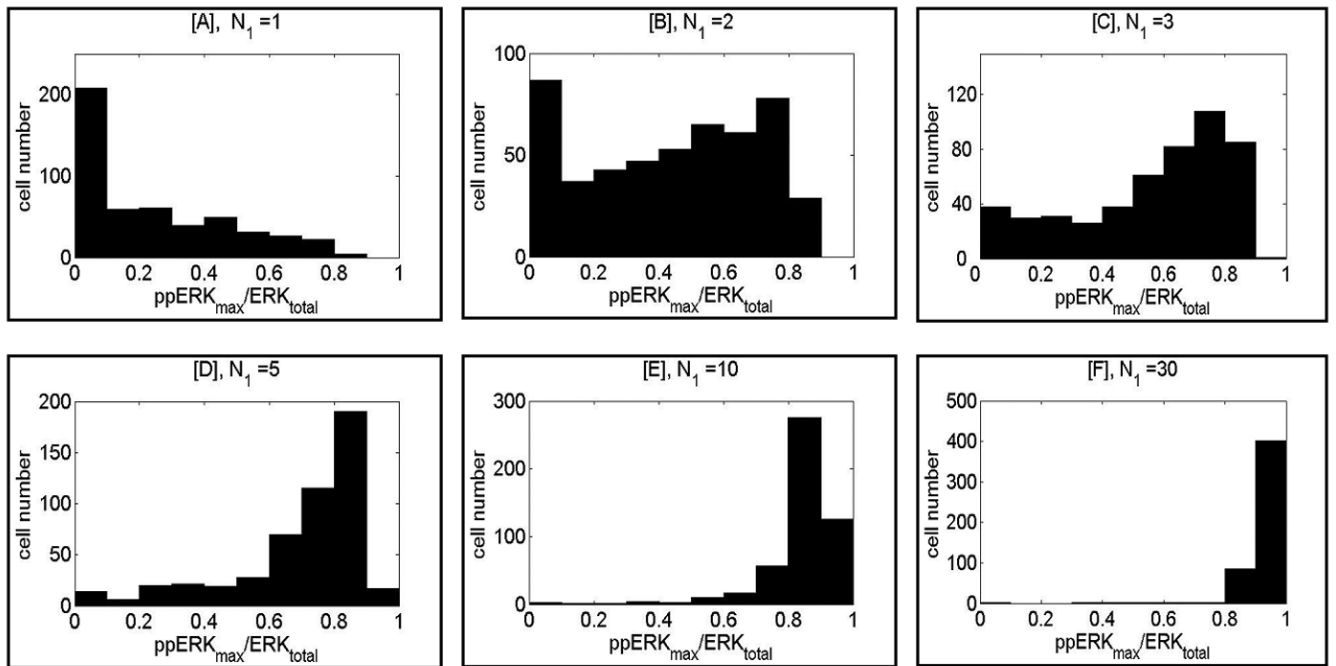 [A], N1 =1
200
100
0
cell number
0 0.2 0.4 0.6 0.8 1
ppERKmax/ERKtotal
[B], N1 =2
100
50
0
cell number
0 0.2 0.4 0.6 0.8 1
ppERKmax/ERKtotal
[C], N1 =3
120
80
40
0
cell number
0 0.2 0.4 0.6 0.8 1
ppERKmax/ERKtotal
[D], N1 =5
200
150
100
50
0
cell number
0 0.2 0.4 0.6 0.8 1
ppERKmax/ERKtotal
[E], N1 =10
300
200
100
0
cell number
0 0.2 0.4 0.6 0.8 1
ppERKmax/ERKtotal
[F], N1 =30
500
400
300
200
100
0
cell number
0 0.2 0.4 0.6 0.8 1
ppERKmax/ERKtotal